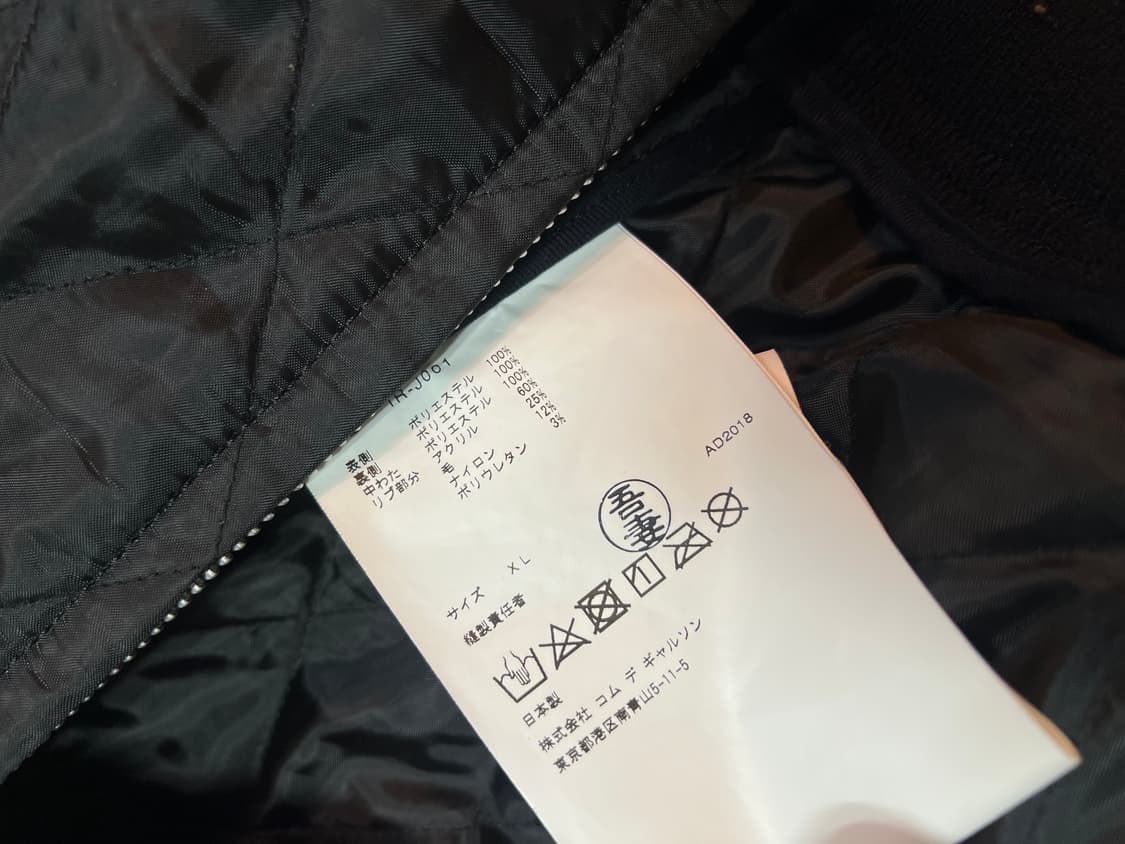 R-J001
表側 ポリエステル 100%
裏側 ポリエステル 100%
中わた ポリエステル 100%
リブ部分 アクリル 60%
毛 25%
ナイロン 12%
ポリウレタン 3%
AD2018
サイズ XL
縫製責任者 吾妻
日本製
株式会社 コム デ ギャルソン
東京都港区南青山5-11-5